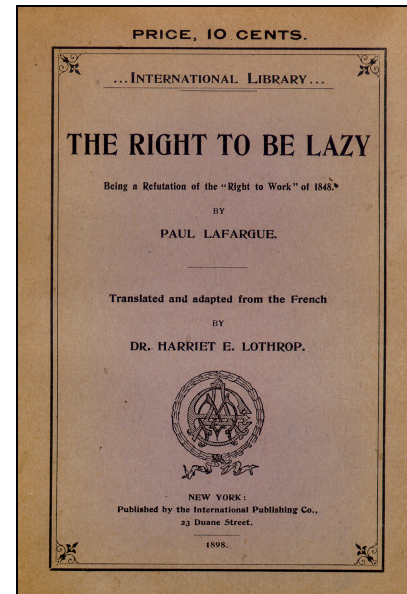 PRICE, 10 CENTS.
...INTERNATIONAL LIBRARY...
THE RIGHT TO BE LAZY
Being a Refutation of the "Right to Work" of 1848.
BY
PAUL LAFARGUE.
Translated and adapted from the French
BY
DR. HARRIET E. LOTHROP.
NEW YORK:
Published by the International Publishing Co.,
23 Duane Street.
1898.